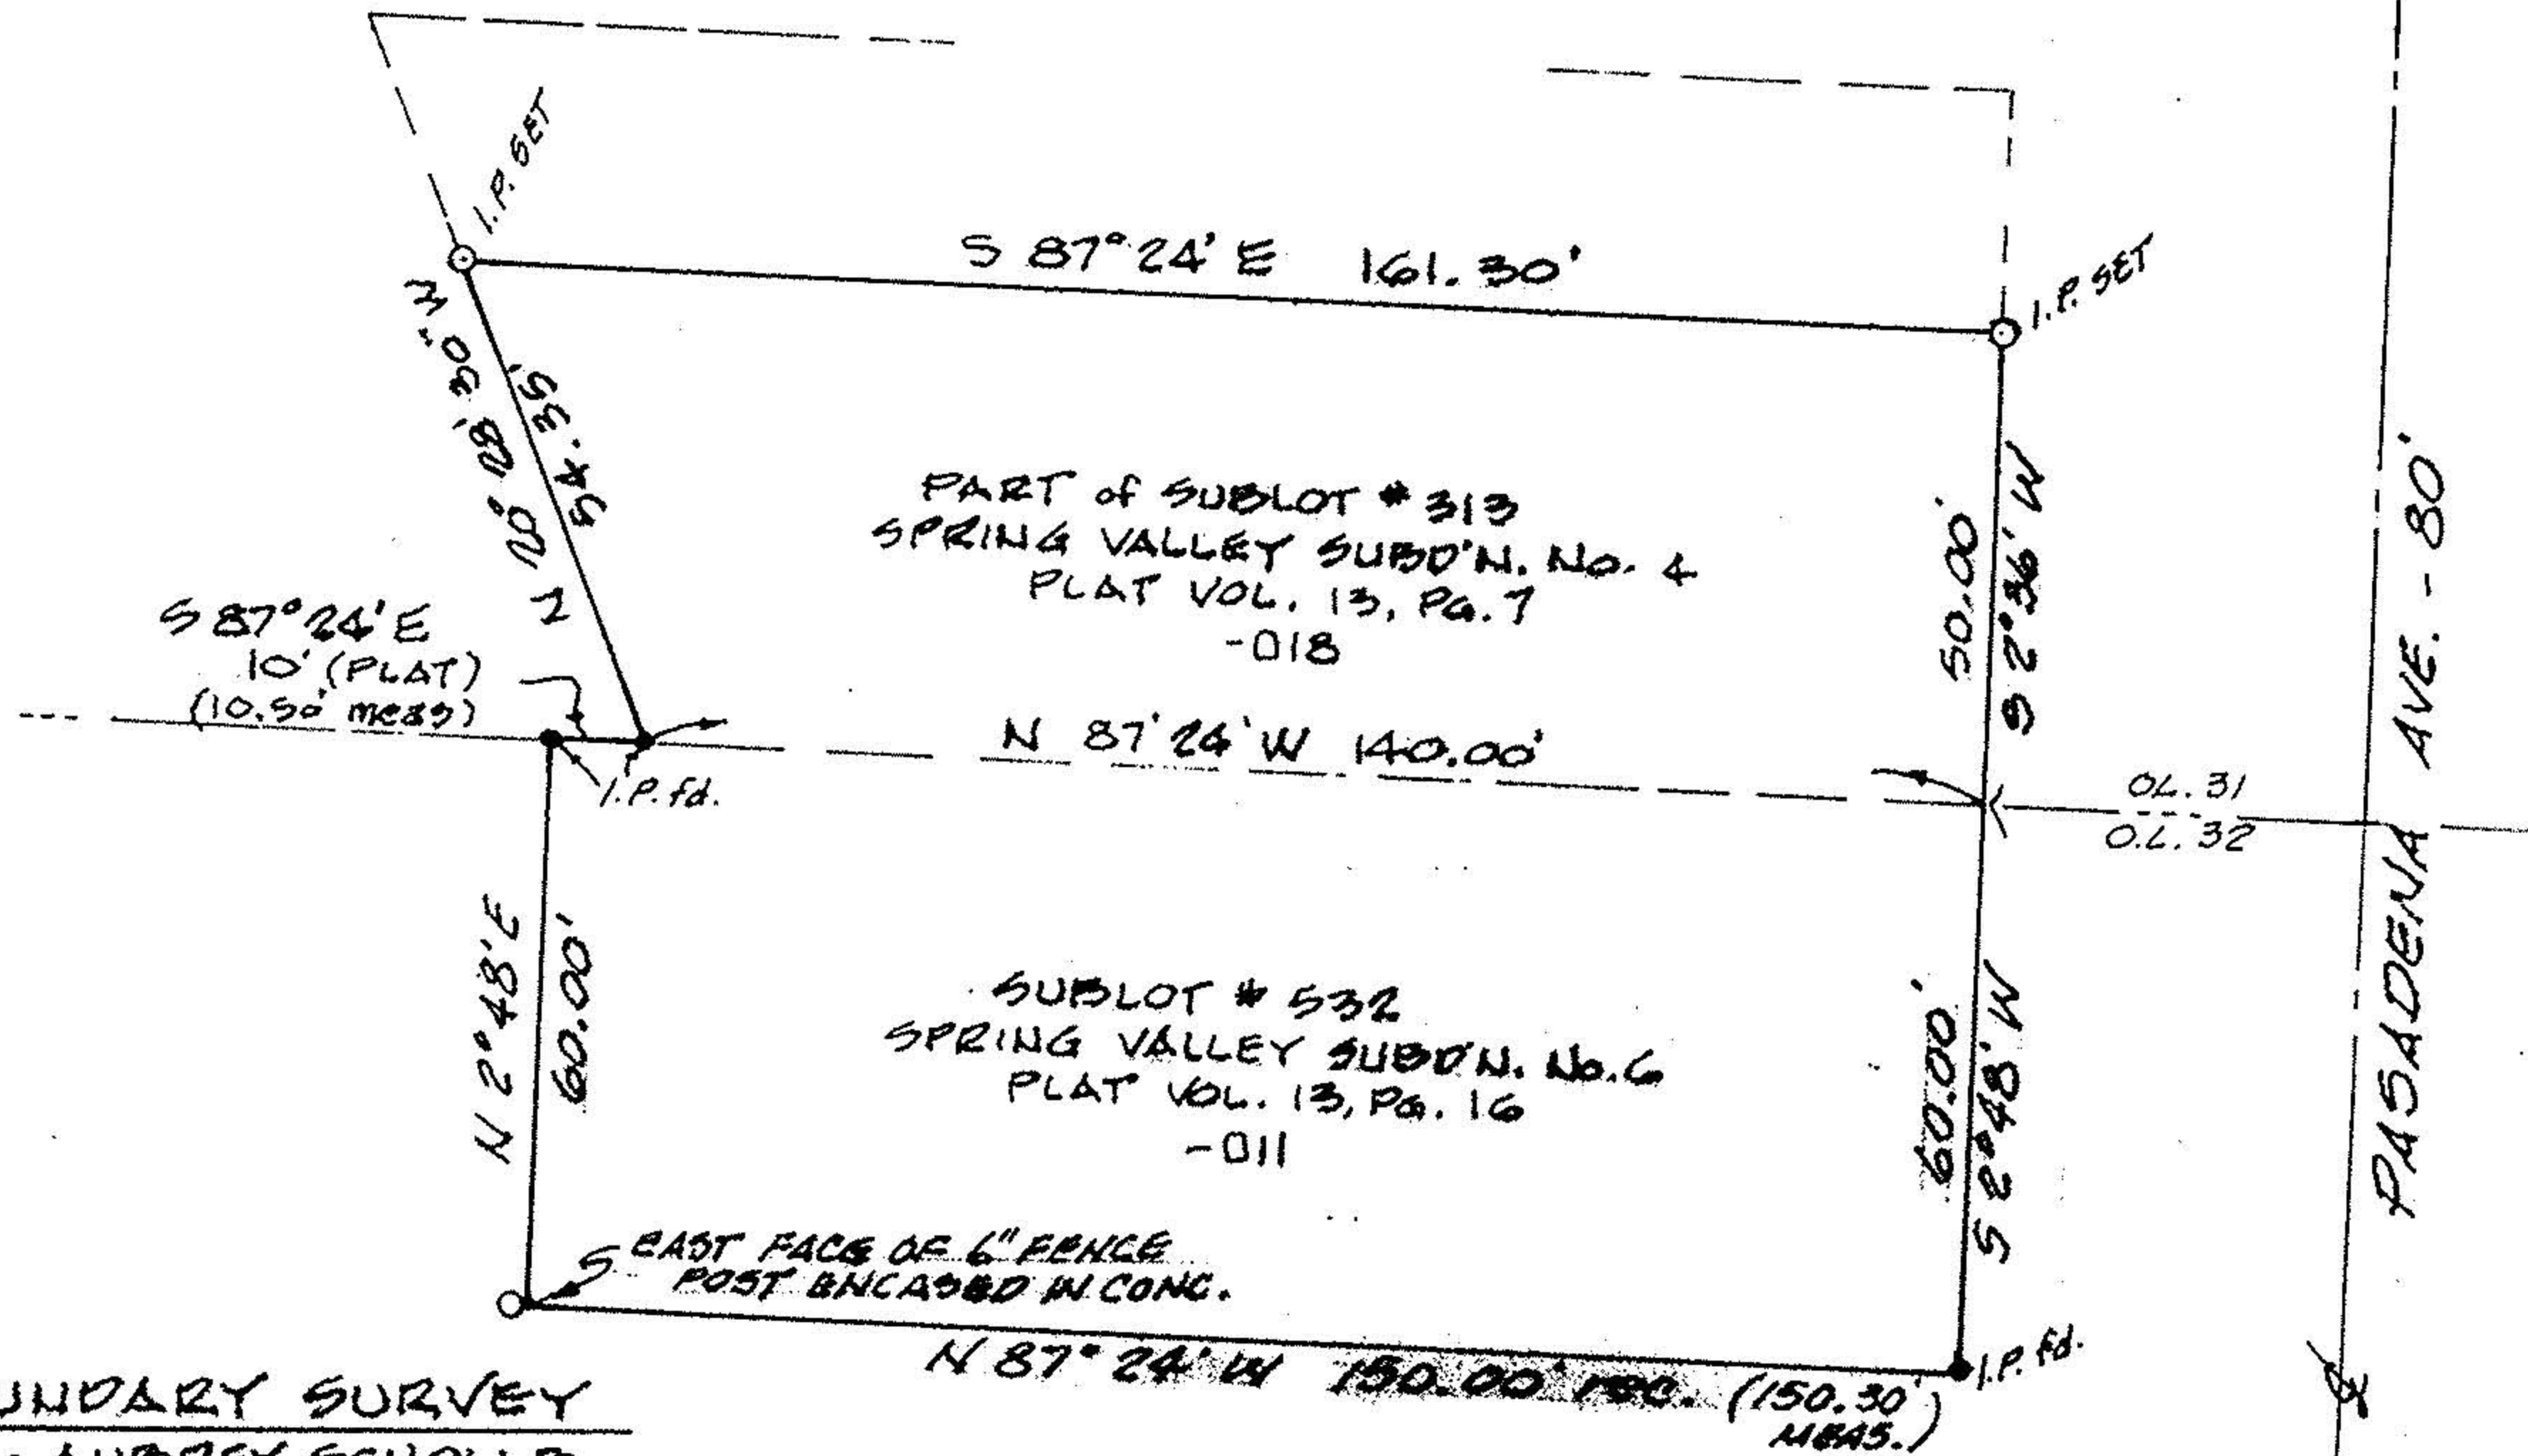 I.P. SET
S 87° 24' E 161.30'
I.P. SET
N 20° 28' 30" W
54.35'
PART of SUBLOT # 313
SPRING VALLEY SUBD'N. No. 4
PLAT VOL. 13, PG. 7
-018
50.00'
S 2° 36' W
S 87° 24' E
10' (PLAT)
(10.50' meas)
N 87° 24' W 140.00'
I.P. fd.
OL. 31
O.L. 32
PASADENA AVE. - 80'
N 2° 48' E
60.00'
SUBLOT # 532
SPRING VALLEY SUBD'N. No. 6
PLAT VOL. 13, PG. 16
-011
60.00'
S 2° 48' W
EAST FACE OF 6" FENCE
POST ENCASED IN CONC.
N 87° 24' W 150.00' rec. (150.30'
MEAS.)
I.P. fd.
UNDARY SURVEY